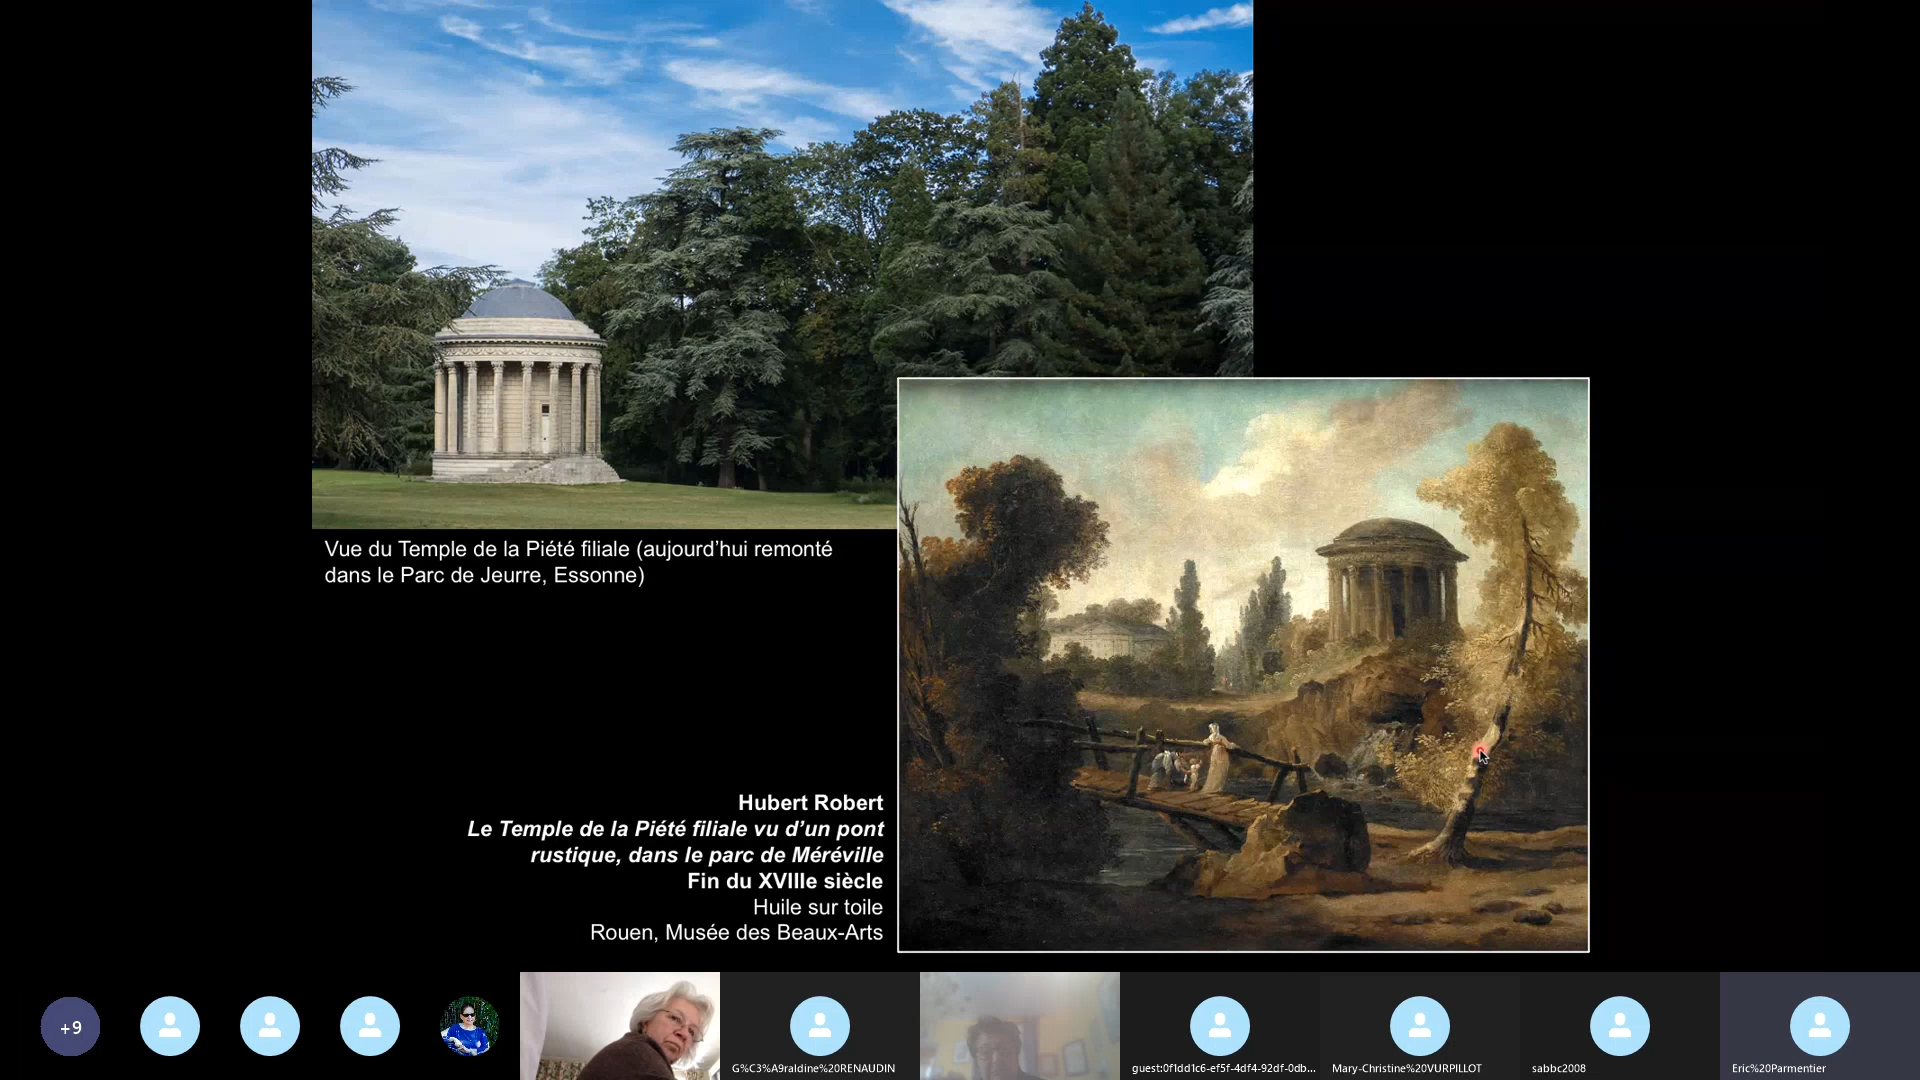 Vue du Temple de la Piété filiale (aujourd’hui remonté
dans le Parc de Jeurre, Essonne)
Hubert Robert
Le Temple de la Piété filiale vu d’un pont
rustique, dans le parc de Méréville
Fin du XVIIIe siècle
Huile sur toile
Rouen, Musée des Beaux-Arts
+9
G%C3%A9raldine%20RENAUDIN
guest:0f1dd1c6-ef5f-4df4-92df-0db...
Mary-Christine%20VURPILLOT
sabbc2008
Eric%20Parmentier